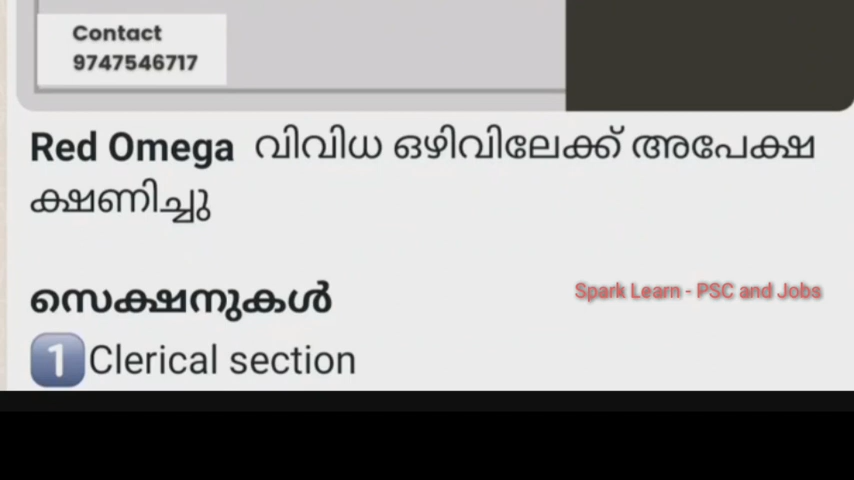 Contact
9747546717
Red Omega വിവിധ ഒഴിവിലേക്ക് അപേക്ഷ
ക്ഷണിച്ചു
സെക്ഷനുകൾ
Spark Learn - PSC and Jobs
1 Clerical section